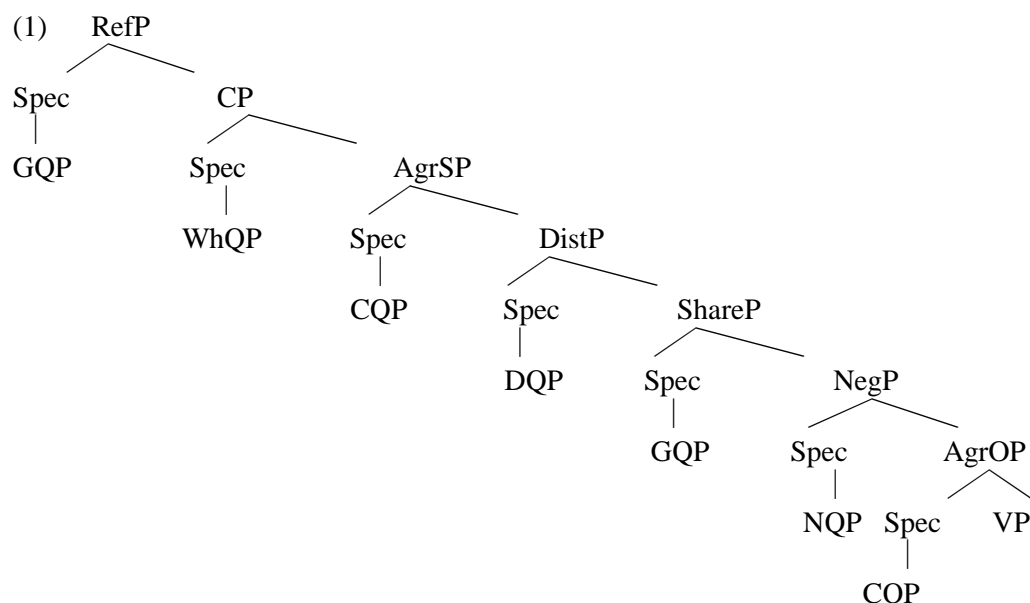 (1) RefP
Spec CP
GQP Spec AgrSP
WhQP Spec DistP
CQP Spec ShareP
DQP Spec NegP
GQP Spec AgrOP
NQP Spec VP
CQP